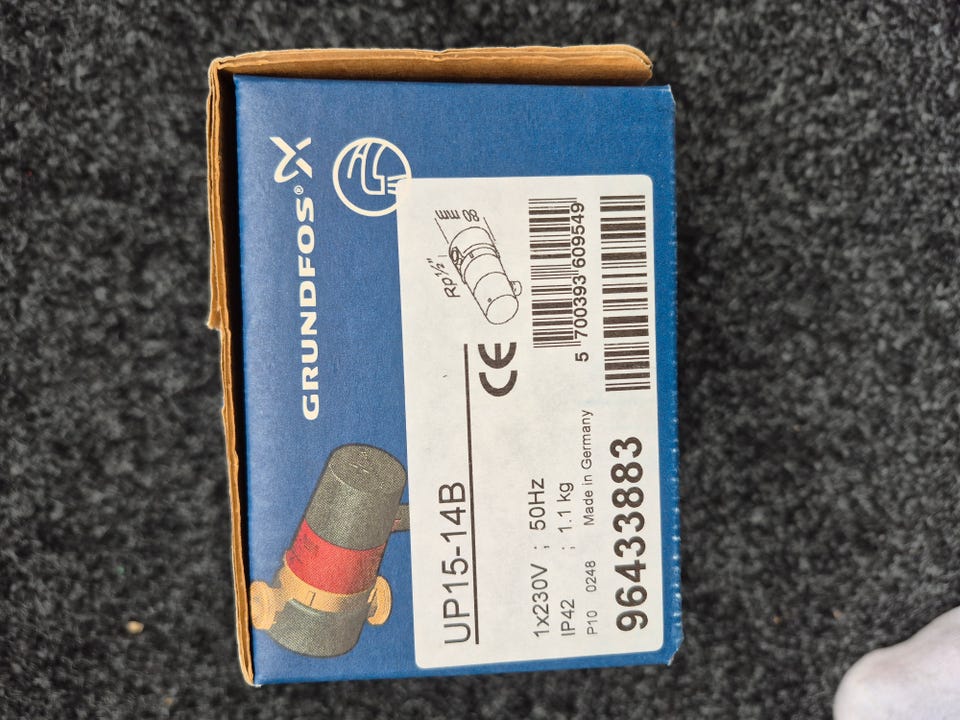 GRUNDFOS®
UP15-14B
Rp½"
80
CE
1x230V ; 50Hz
IP42 ; 1.1 kg
P10 0248 Made in Germany
5 700393 609549
96433883